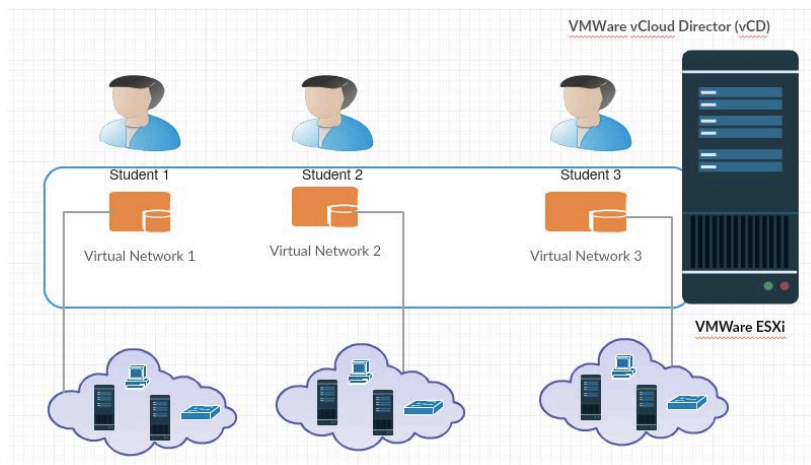 VMWare vCloud Director (vCD)
Student 1
Student 2
Student 3
Virtual Network 1
Virtual Network 2
Virtual Network 3
VMWare ESXi